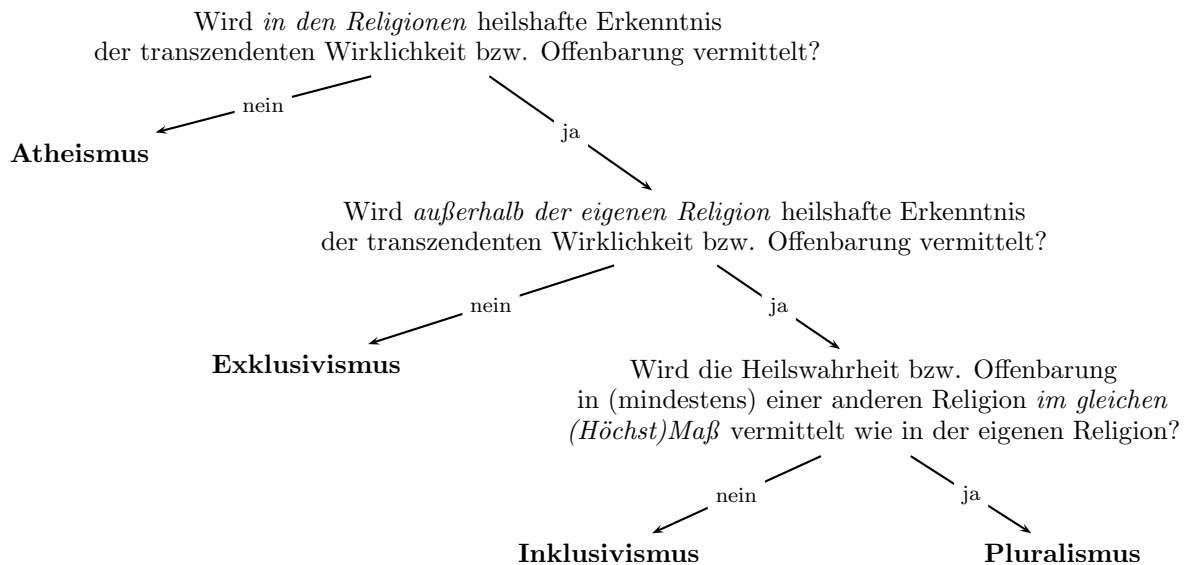 Wird in den Religionen heilshafte Erkenntnis
der transzendenten Wirklichkeit bzw. Offenbarung vermittelt?
nein
ja
Atheismus
Wird außerhalb der eigenen Religion heilshafte Erkenntnis
der transzendenten Wirklichkeit bzw. Offenbarung vermittelt?
nein
ja
Exklusivismus
Wird die Heilswahrheit bzw. Offenbarung
in (mindestens) einer anderen Religion im gleichen
(Höchst)Maß vermittelt wie in der eigenen Religion?
nein
ja
Inklusivismus
Pluralismus